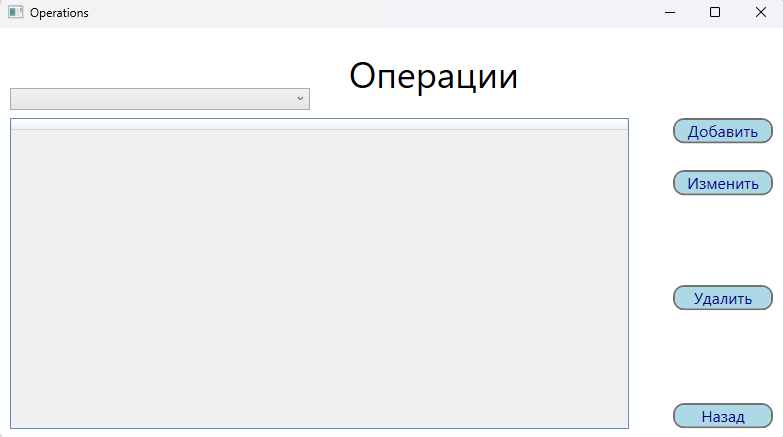 Operations
Операции
Добавить
Изменить
Удалить
Назад